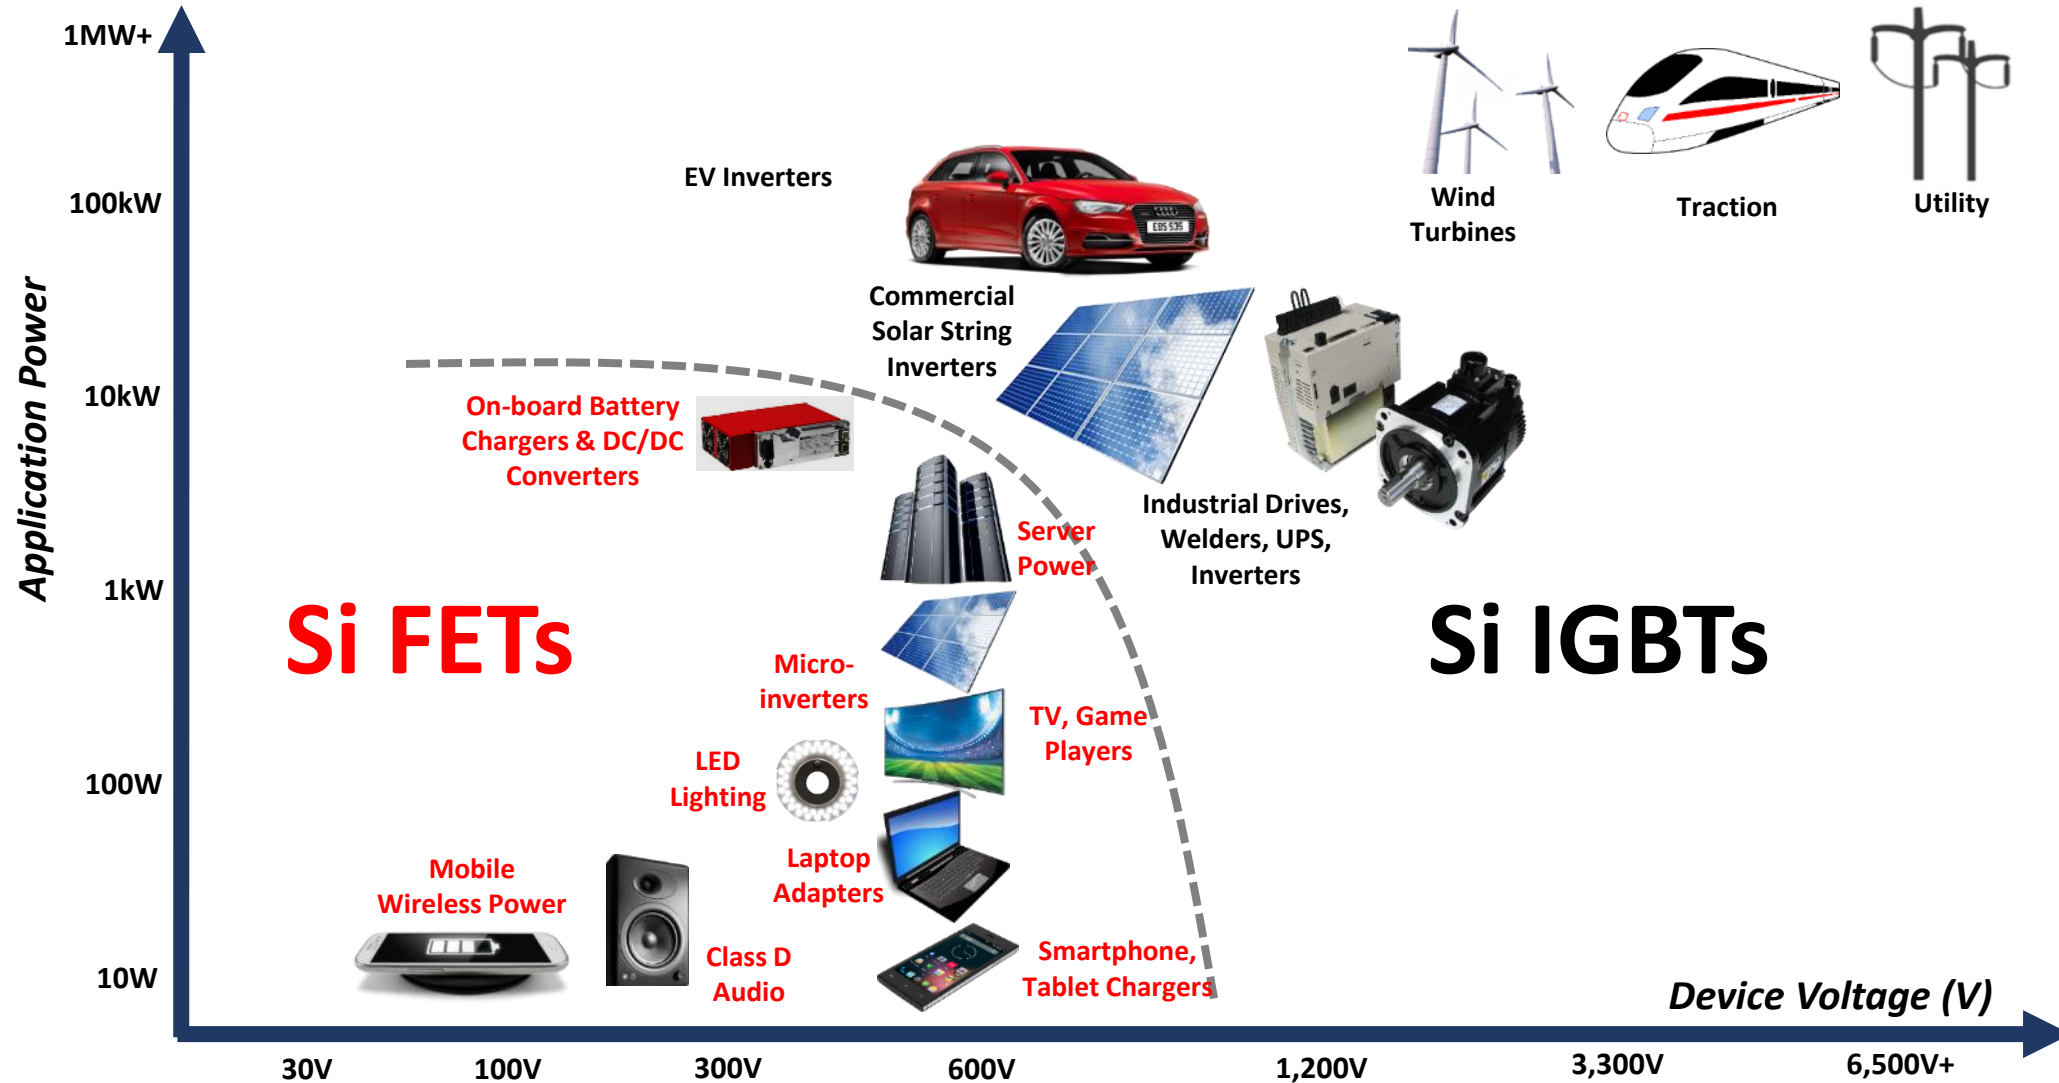 1MW+
100kW
10kW
1kW
100W
10W
Application Power
EV Inverters
Wind
Turbines
Traction
Utility
Commercial
Solar String
Inverters
EBS 535
On-board Battery
Chargers & DC/DC
Converters
Server
Power
Industrial Drives,
Welders, UPS,
Inverters
Si FETs
Si IGBTs
Micro-
inverters
TV, Game
Players
LED
Lighting
Laptop
Adapters
Mobile
Wireless Power
Class D
Audio
Smartphone,
Tablet Chargers
Device Voltage (V)
30V
100V
300V
600V
1,200V
3,300V
6,500V+